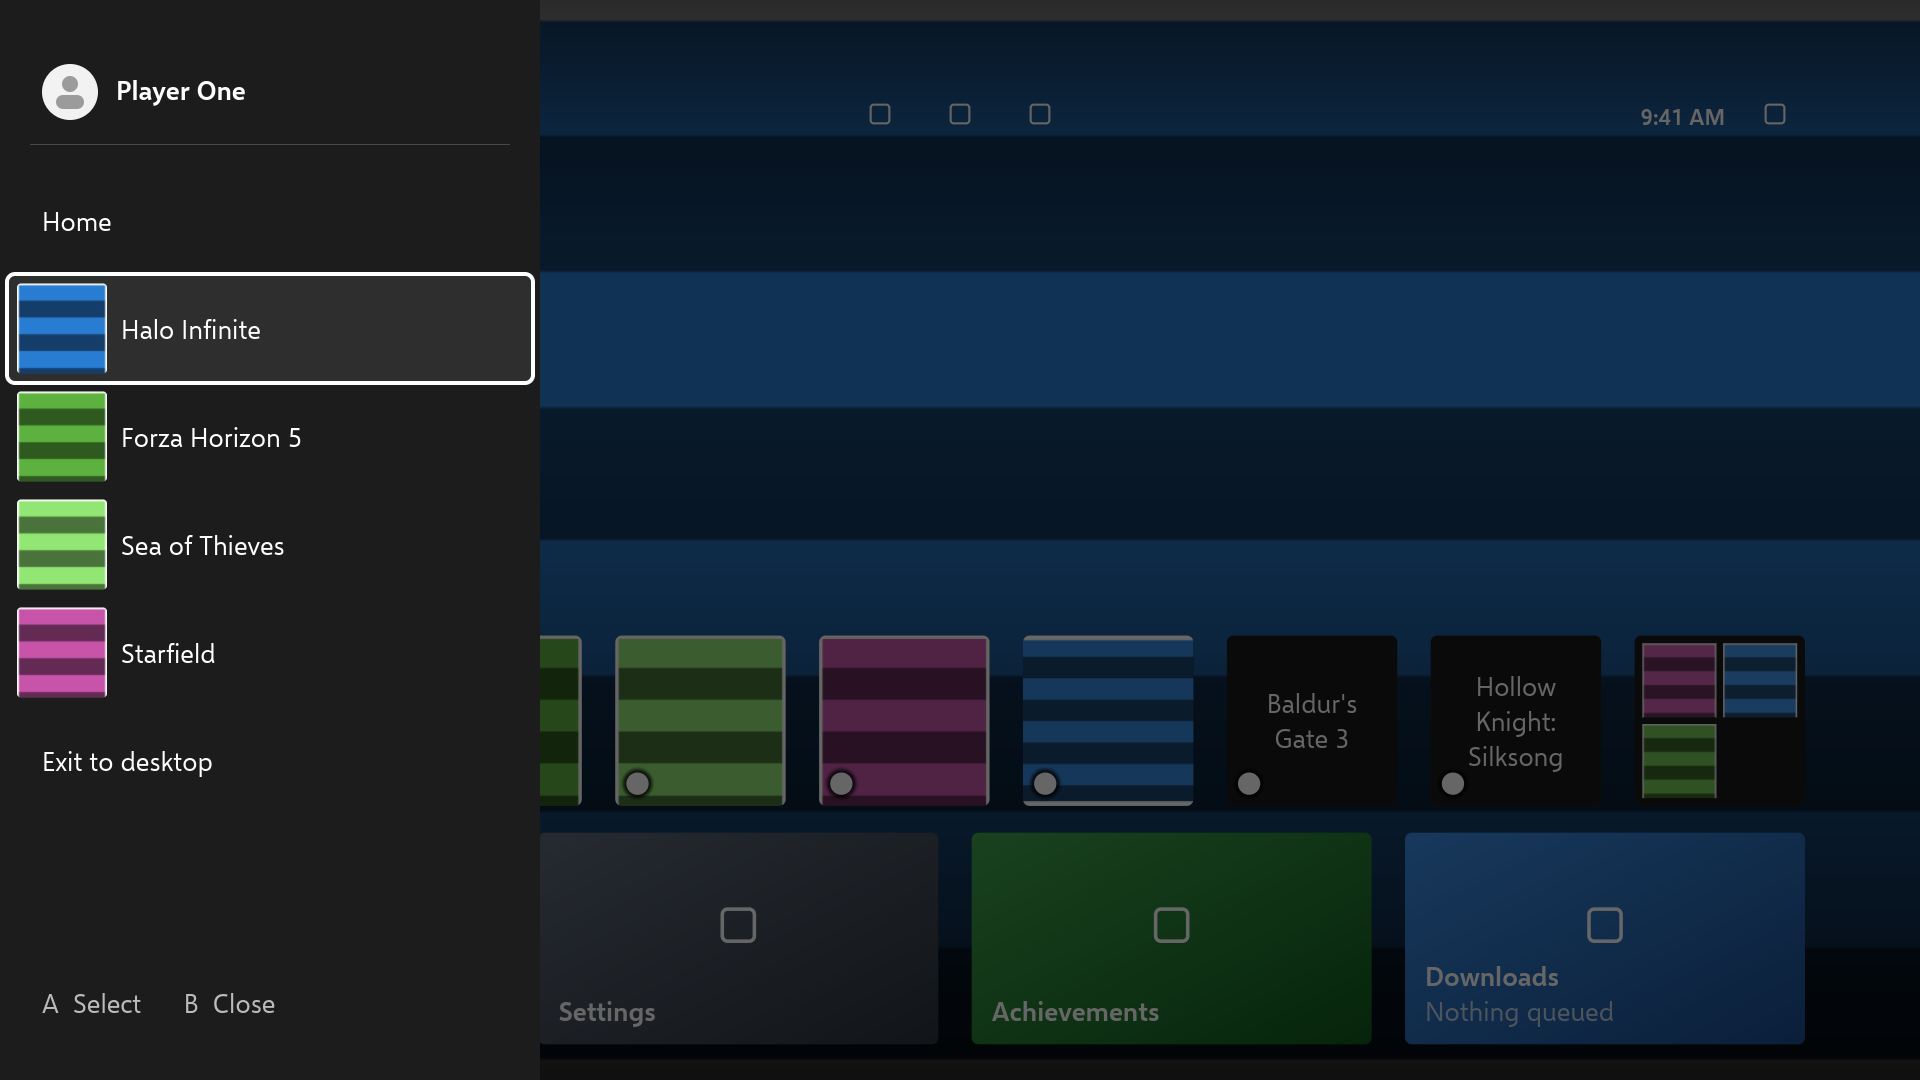 Player One
9:41 AM
Home
Halo Infinite
Forza Horizon 5
Sea of Thieves
Starfield
Exit to desktop
Baldur's
Gate 3
Hollow
Knight:
Silksong
Settings
Achievements
Downloads
Nothing queued
A Select B Close